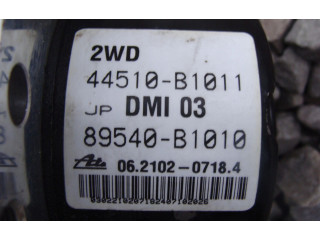 2WD
44510-B1011
JP DMI 03
89540-B1010
Ate 06.2102-0718.4